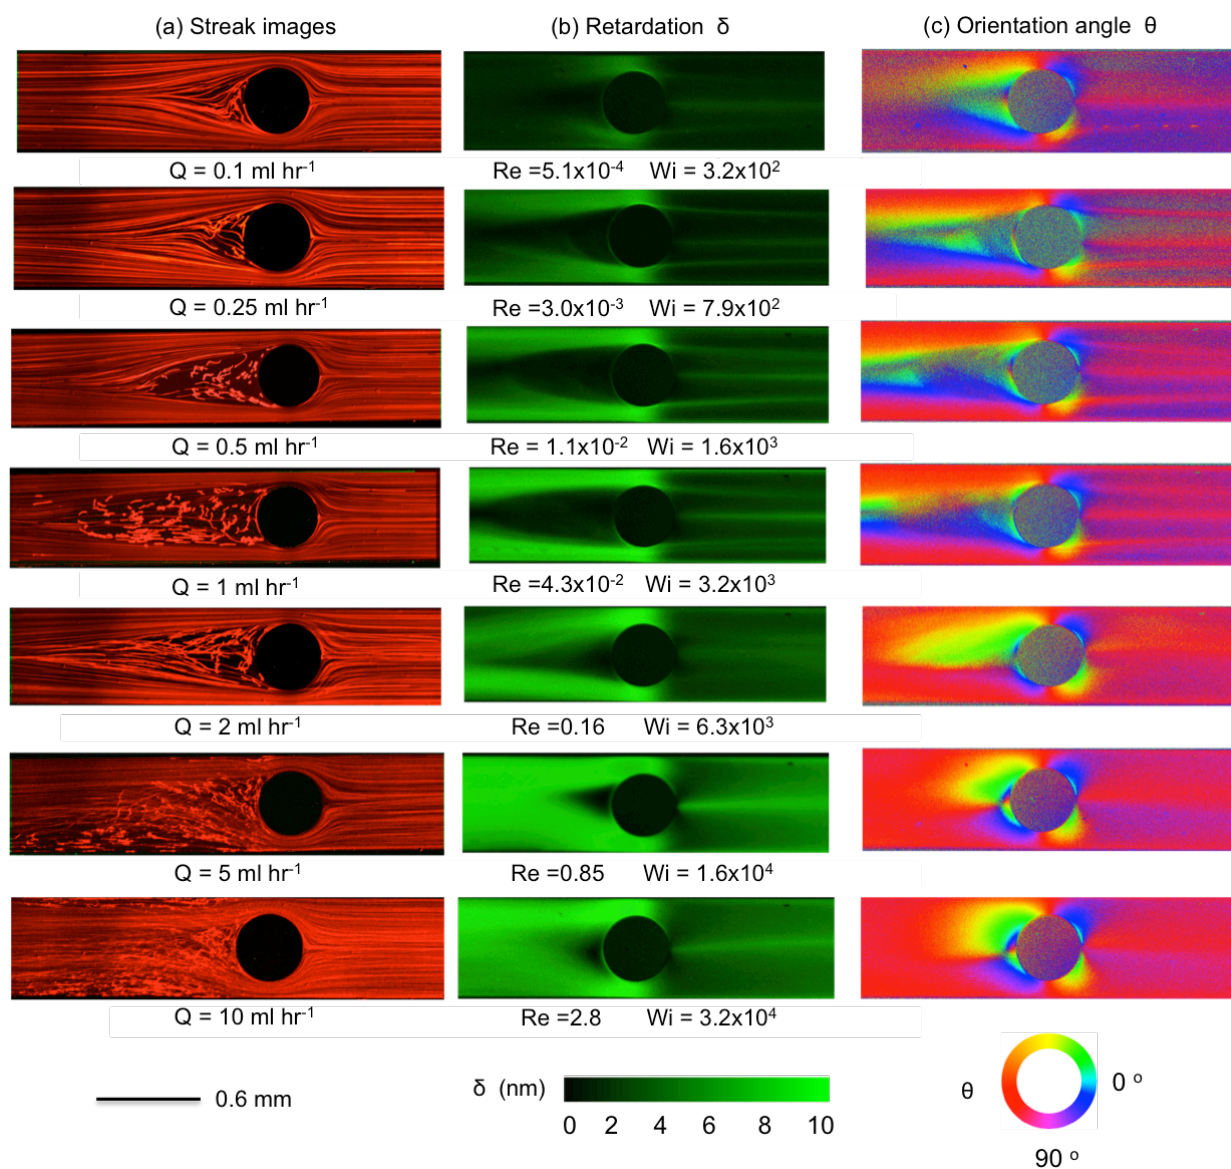 (a) Streak images (b) Retardation δ (c) Orientation angle θ
Q = 0.1 ml hr⁻¹ Re =5.1x10⁻⁴ Wi = 3.2x10²
Q = 0.25 ml hr⁻¹ Re =3.0x10⁻³ Wi = 7.9x10²
Q = 0.5 ml hr⁻¹ Re = 1.1x10⁻² Wi = 1.6x10³
Q = 1 ml hr⁻¹ Re =4.3x10⁻² Wi = 3.2x10³
Q = 2 ml hr⁻¹ Re =0.16 Wi = 6.3x10³
Q = 5 ml hr⁻¹ Re =0.85 Wi = 1.6x10⁴
Q = 10 ml hr⁻¹ Re =2.8 Wi = 3.2x10⁴
0.6 mm δ (nm) θ 0 º
0 2 4 6 8 10
90 º